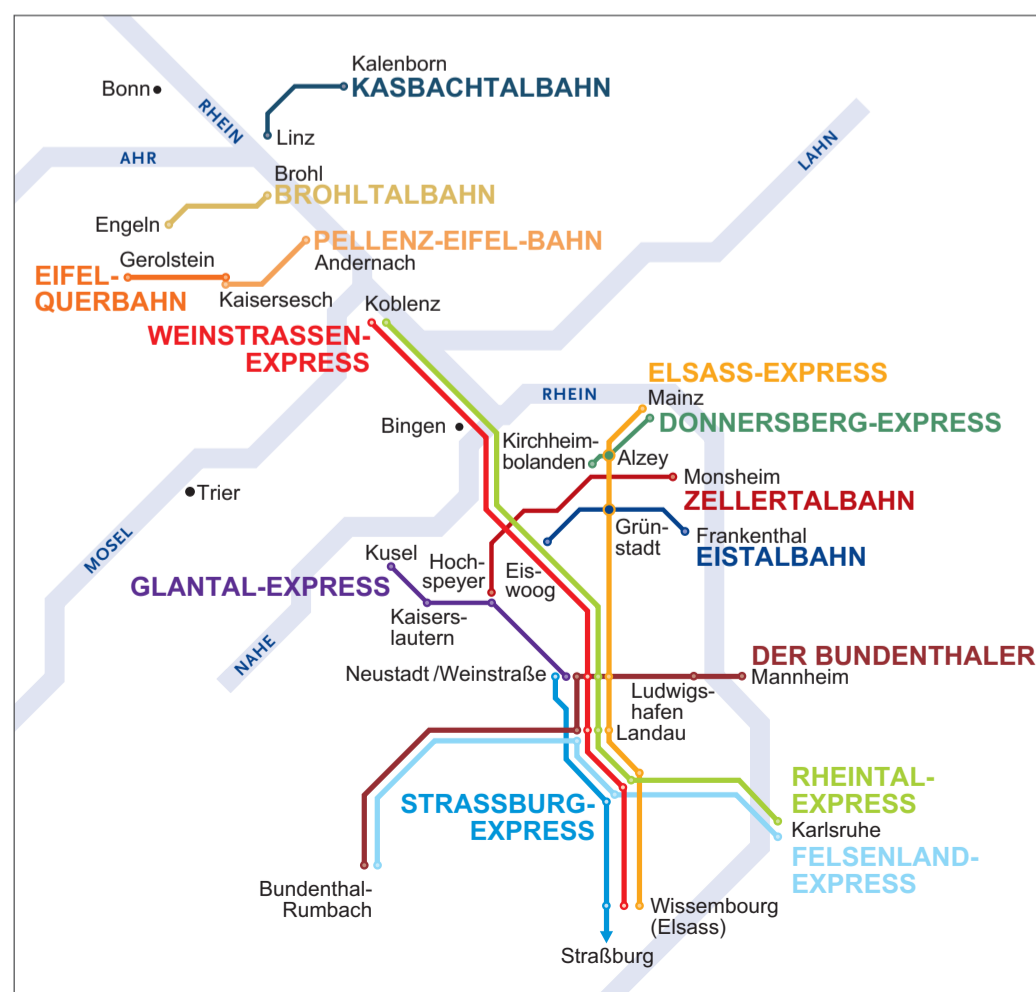 Kalenborn
KASBACHTALBAHN
Bonn
RHEIN
Linz
AHR
LAHN
Brohl
BROHLTALBAHN
Engeln
PELLENZ-EIFEL-BAHN
Gerolstein
Andernach
EIFEL-
QUERBAHN
Kaisersesch
Koblenz
WEINSTRASSEN-
EXPRESS
ELSASS-EXPRESS
RHEIN
Mainz
DONNERSBERG-EXPRESS
Bingen
Kirchheim-
bolanden
Alzey
Monsheim
ZELLERTALBAHN
Trier
MOSEL
Grün-
stadt
Frankenthal
EISTALBAHN
Kusel
Hoch-
speyer
Eis-
woog
GLANTAL-EXPRESS
Kaisers-
lautern
NAHE
DER BUNDENTHALER
Neustadt /Weinstraße
Mannheim
Ludwigs-
hafen
Landau
RHEINTAL-
EXPRESS
STRASSBURG-
EXPRESS
Karlsruhe
FELSENLAND-
EXPRESS
Bundenthal-
Rumbach
Wissembourg
(Elsass)
Straßburg